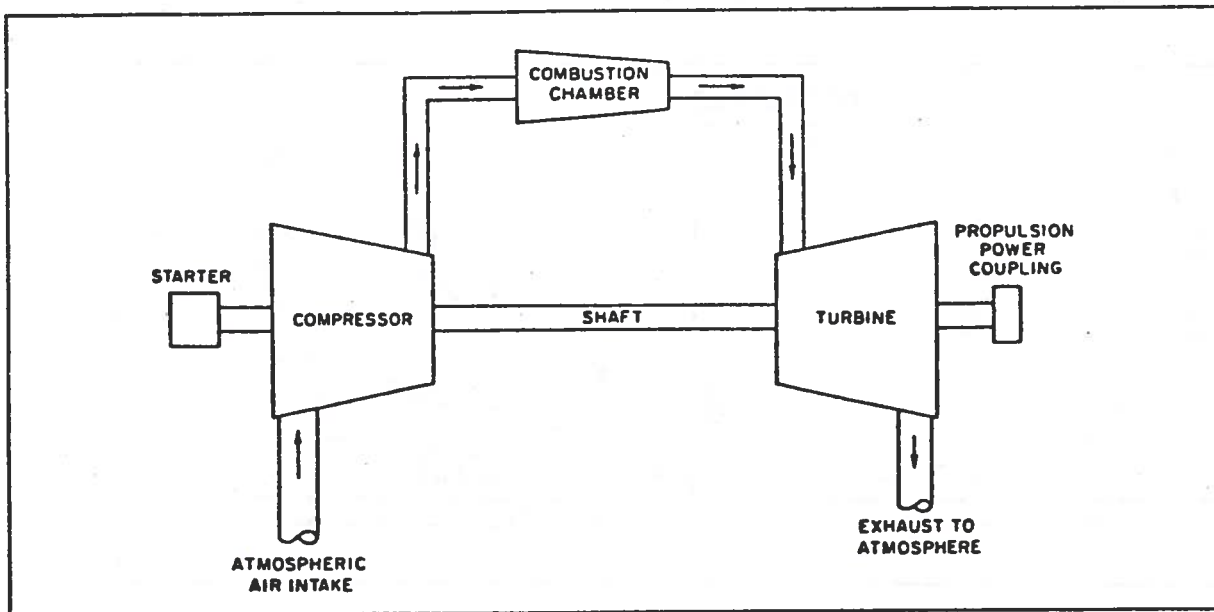 COMBUSTION
CHAMBER
STARTER
COMPRESSOR
SHAFT
TURBINE
PROPULSION
POWER
COUPLING
ATMOSPHERIC
AIR INTAKE
EXHAUST TO
ATMOSPHERE